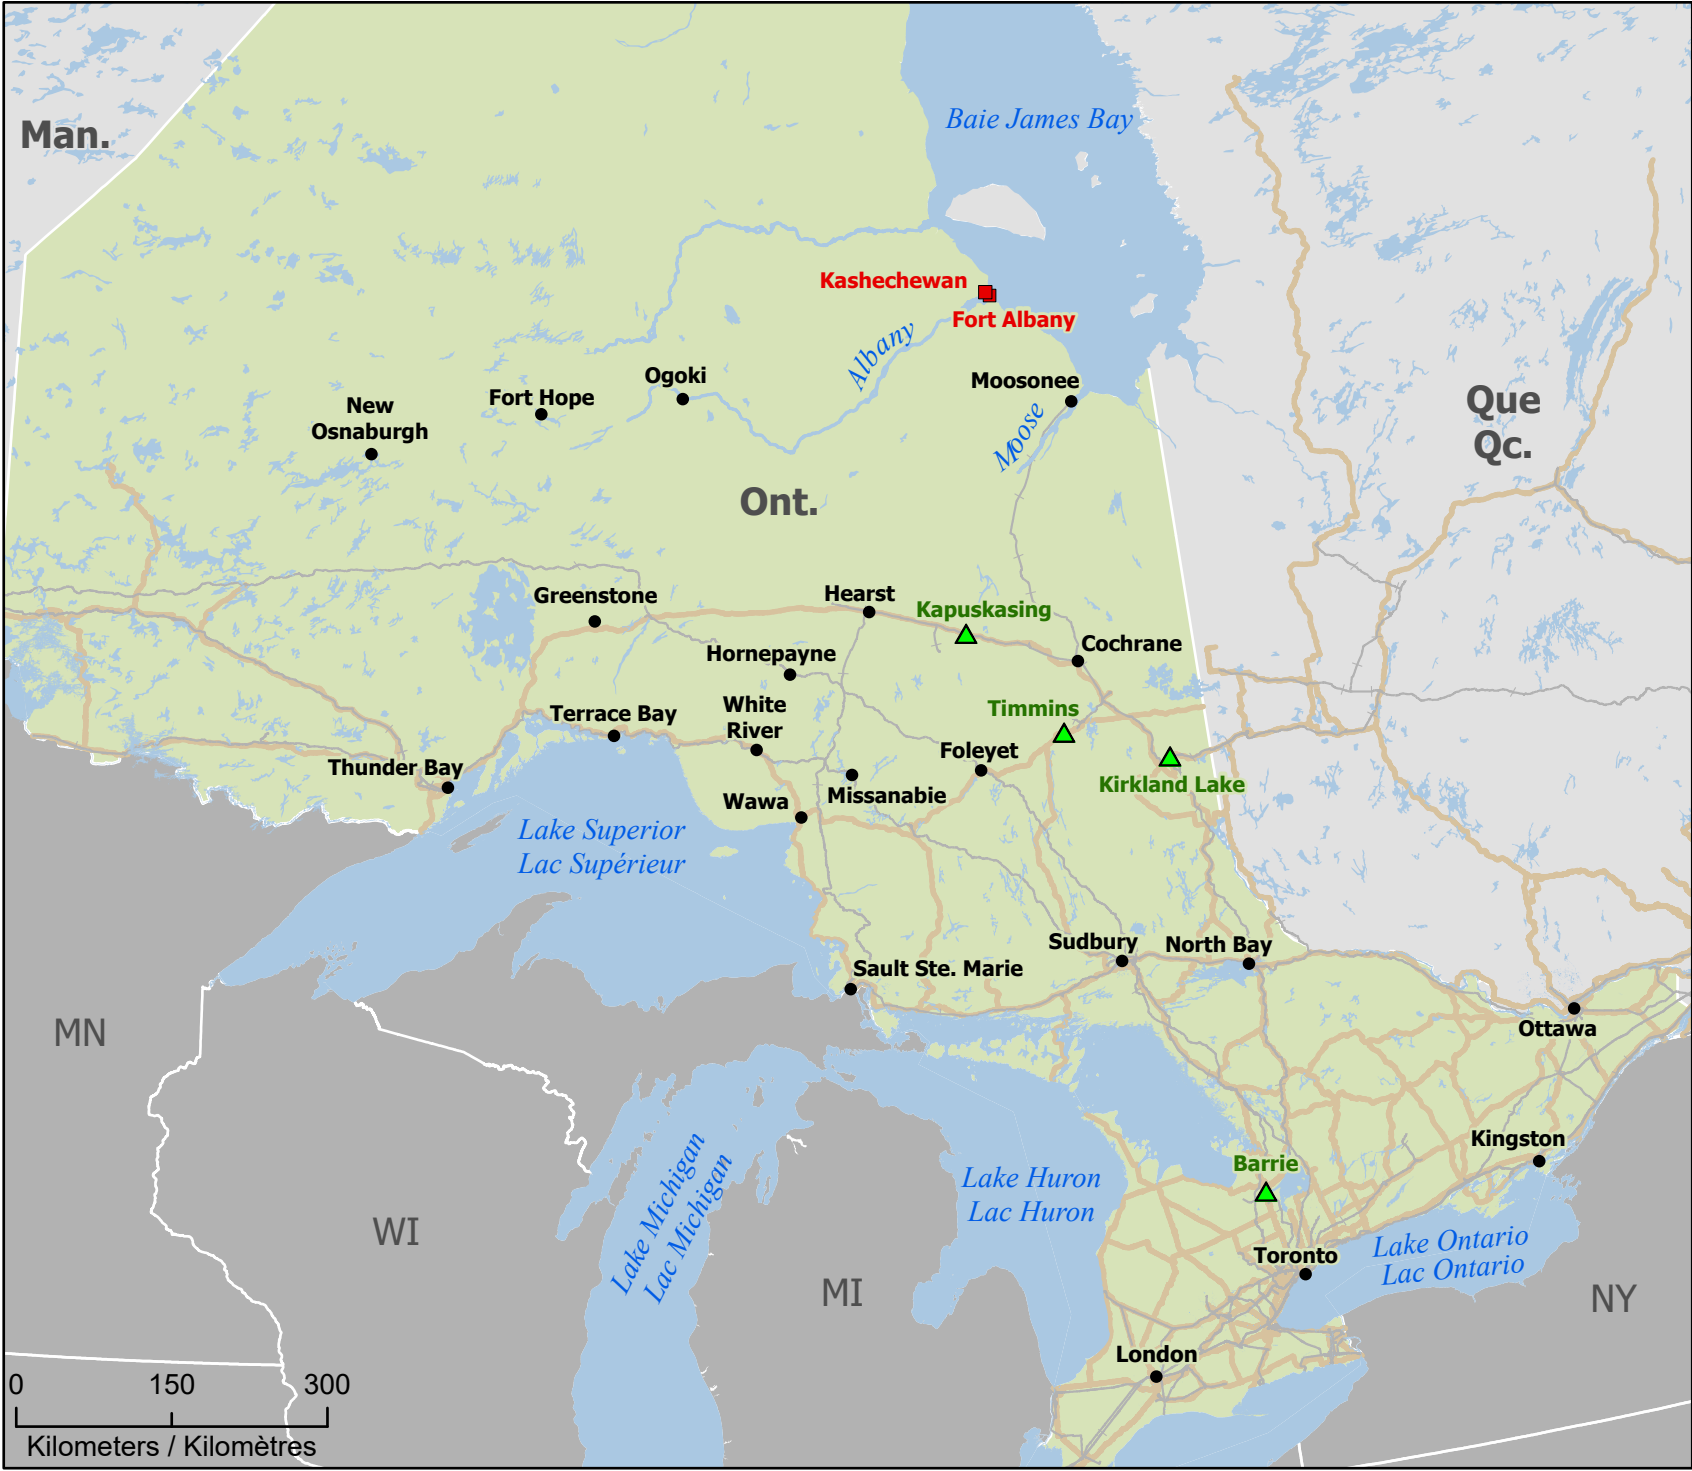 Man.
Baie James Bay
Kashechewan
Fort Albany
Albany
Ogoki
Moosonee
Fort Hope
New
Osnaburgh
Moose
Que
Qc.
Ont.
Greenstone
Hearst
Kapuskasing
Cochrane
Hornepayne
White
River
Terrace Bay
Timmins
Foleyet
Thunder Bay
Missanabie
Kirkland Lake
Wawa
Lake Superior
Lac Supérieur
Sudbury
North Bay
Sault Ste. Marie
Ottawa
MN
Kingston
Barrie
Lake Michigan
Lac Michigan
Lake Huron
Lac Huron
WI
Toronto
Lake Ontario
Lac Ontario
MI
NY
London
0 150 300
Kilometers / Kilomètres